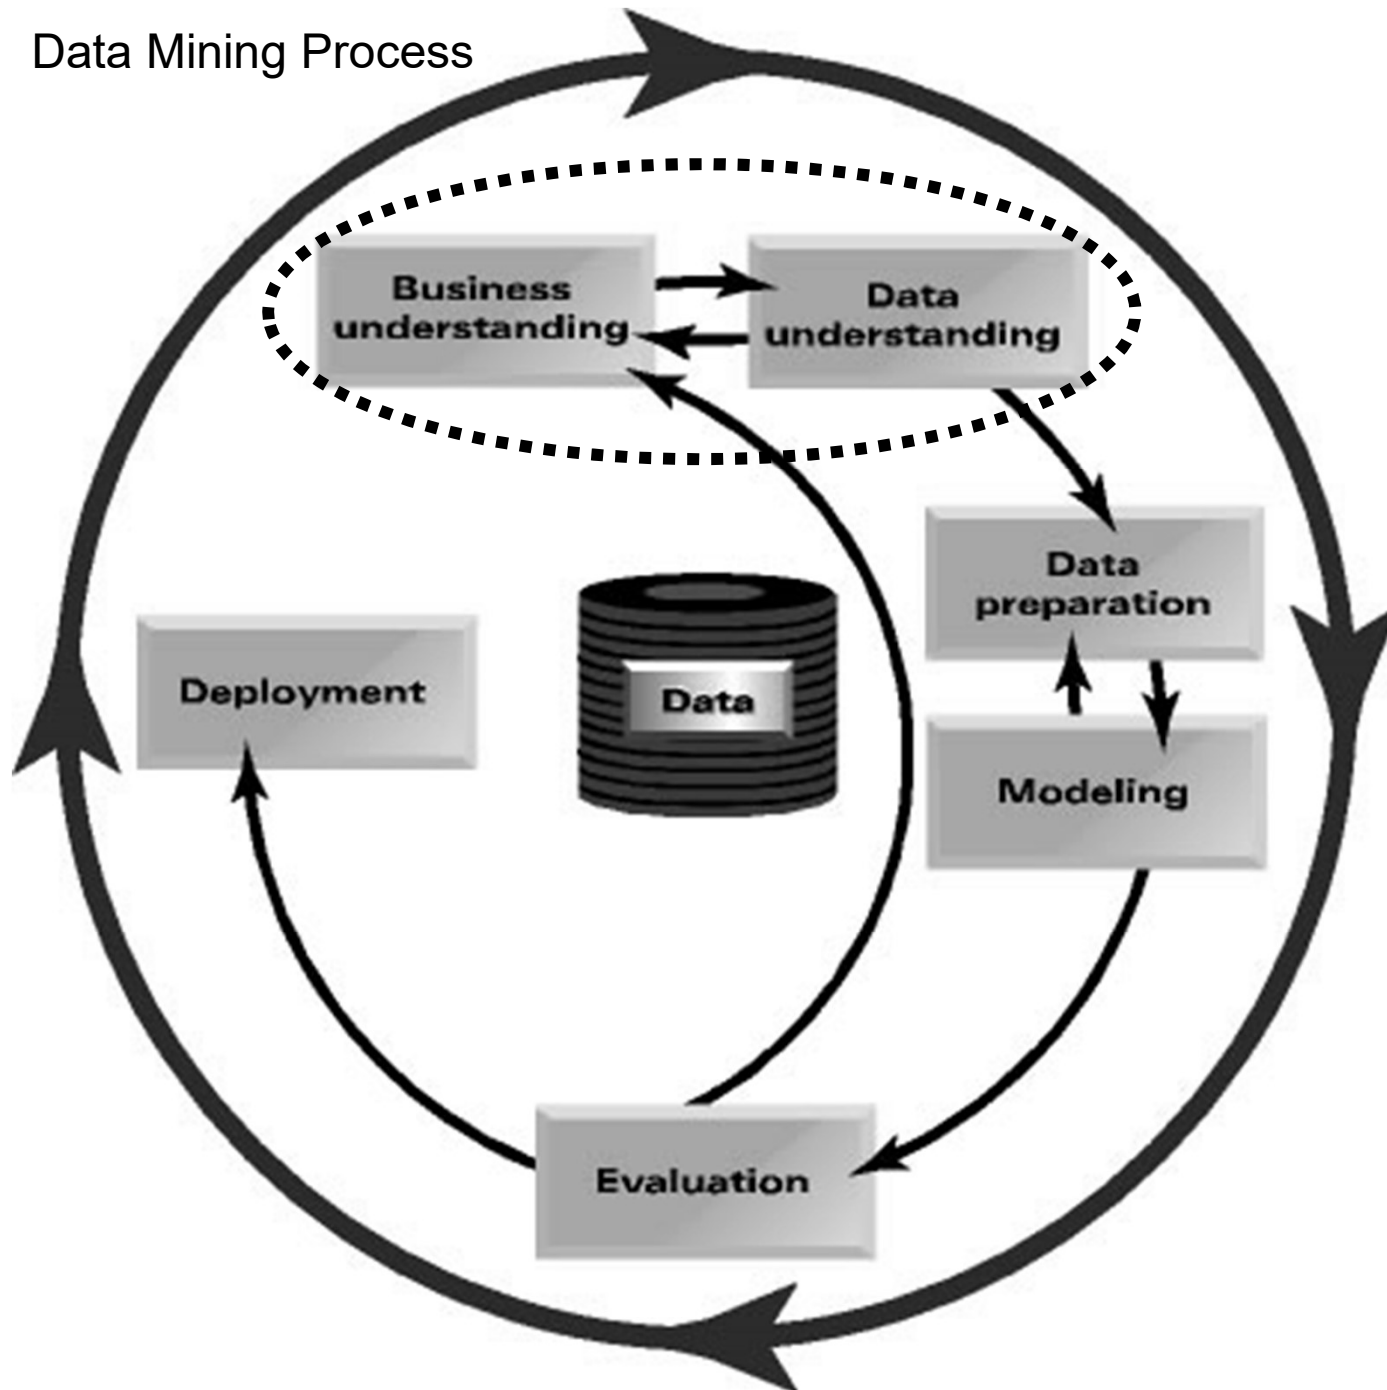 Data Mining Process
Business
understanding
Data
understanding
Data
preparation
Deployment
Data
Modeling
Evaluation